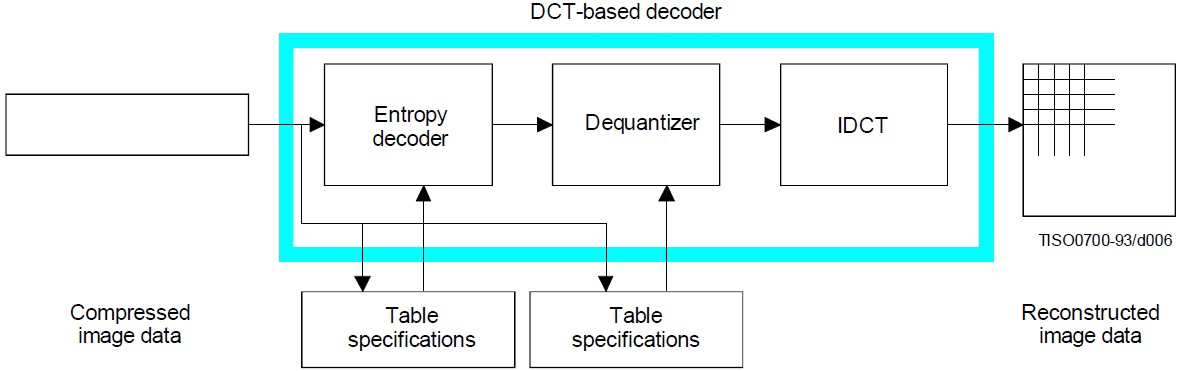 DCT-based decoder
Entropy
decoder
Dequantizer
IDCT
TISO0700-93/d006
Compressed
image data
Table
specifications
Table
specifications
Reconstructed
image data